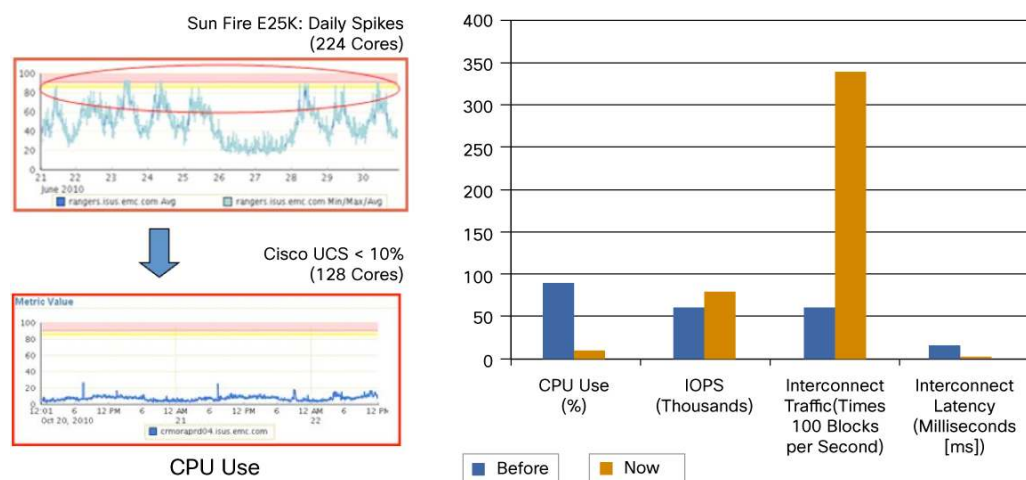 Sun Fire E25K: Daily Spikes
(224 Cores)
100
80
60
40
20
0
21 22 23 24 25 26 27 28 29 30
June 2010
rangers.isus.emc.com Avg rangers.isus.emc.com Min/Max/Avg
Cisco UCS < 10%
(128 Cores)
Metric Value
100
80
60
40
20
0
12:01 6 12 PM 6 12 AM 6 12 PM 6 12 AM 6 12 PM
Oct 20, 2010 21 22
crmoraprd04.isus.emc.com
CPU Use
400
350
300
250
200
150
100
50
0
CPU Use
(%)
IOPS
(Thousands)
Interconnect
Traffic(Times
100 Blocks
per Second)
Interconnect
Latency
(Milliseconds
[ms])
Before Now